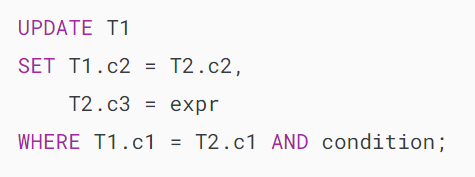 UPDATE T1
SET T1.c2 = T2.c2,
    T2.c3 = expr
WHERE T1.c1 = T2.c1 AND condition;